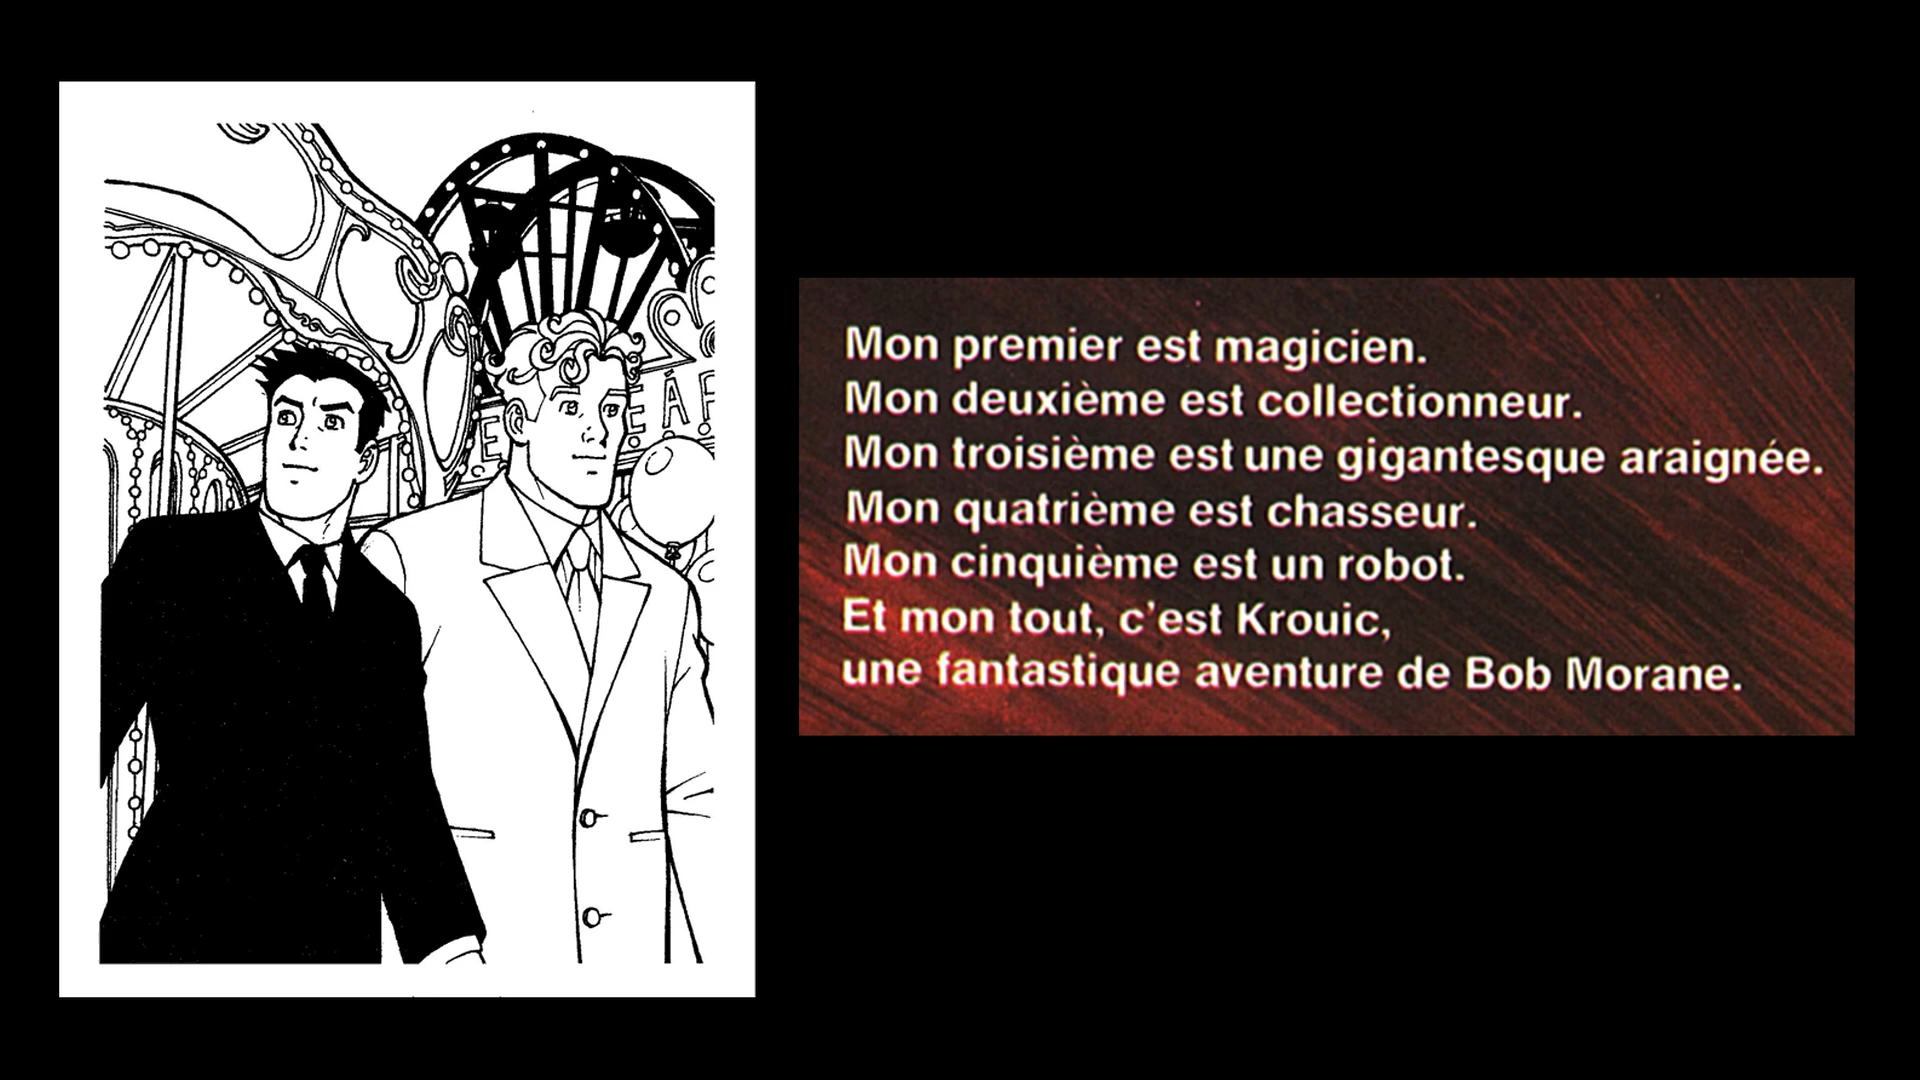 Mon premier est magicien.
Mon deuxième est collectionneur.
Mon troisième est une gigantesque araignée.
Mon quatrième est chasseur.
Mon cinquième est un robot.
Et mon tout, c'est Krouic,
une fantastique aventure de Bob Morane.